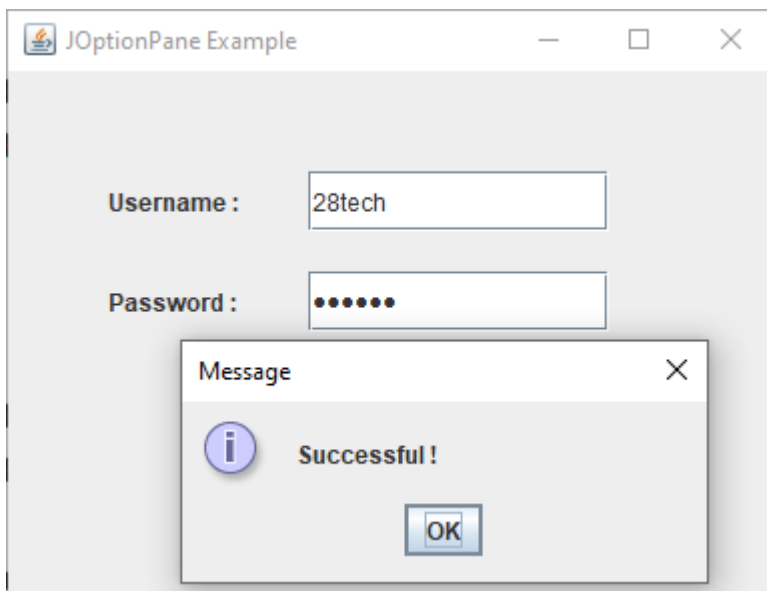 JOptionPane Example
Username :
28tech
Password :
••••••
Message
Successful !
OK